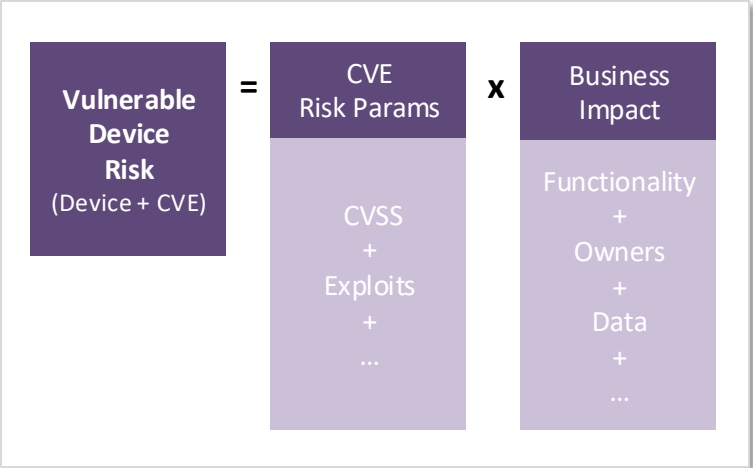 Vulnerable
Device
Risk
(Device + CVE)
=
CVE
Risk Params
CVSS
+
Exploits
+
...
x
Business
Impact
Functionality
+
Owners
+
Data
+
...